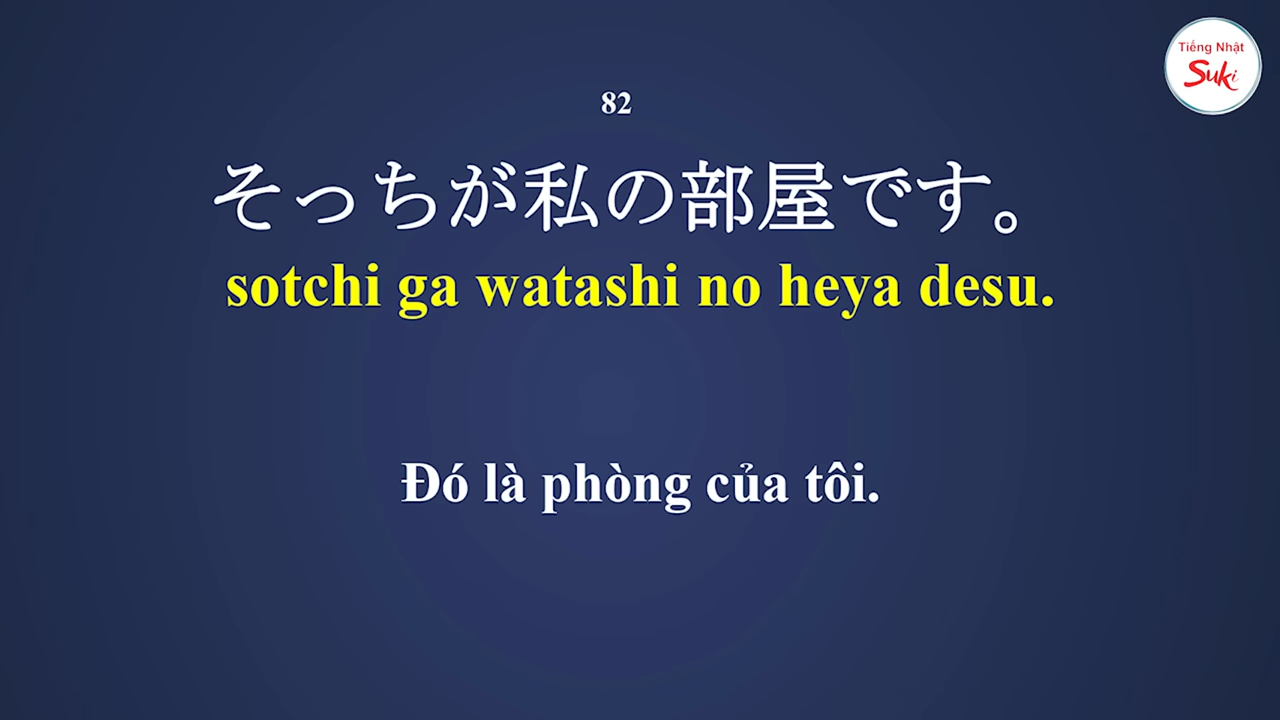 Tiếng Nhật
Suki
82
そっちが私の部屋です。
sotchi ga watashi no heya desu.
Đó là phòng của tôi.